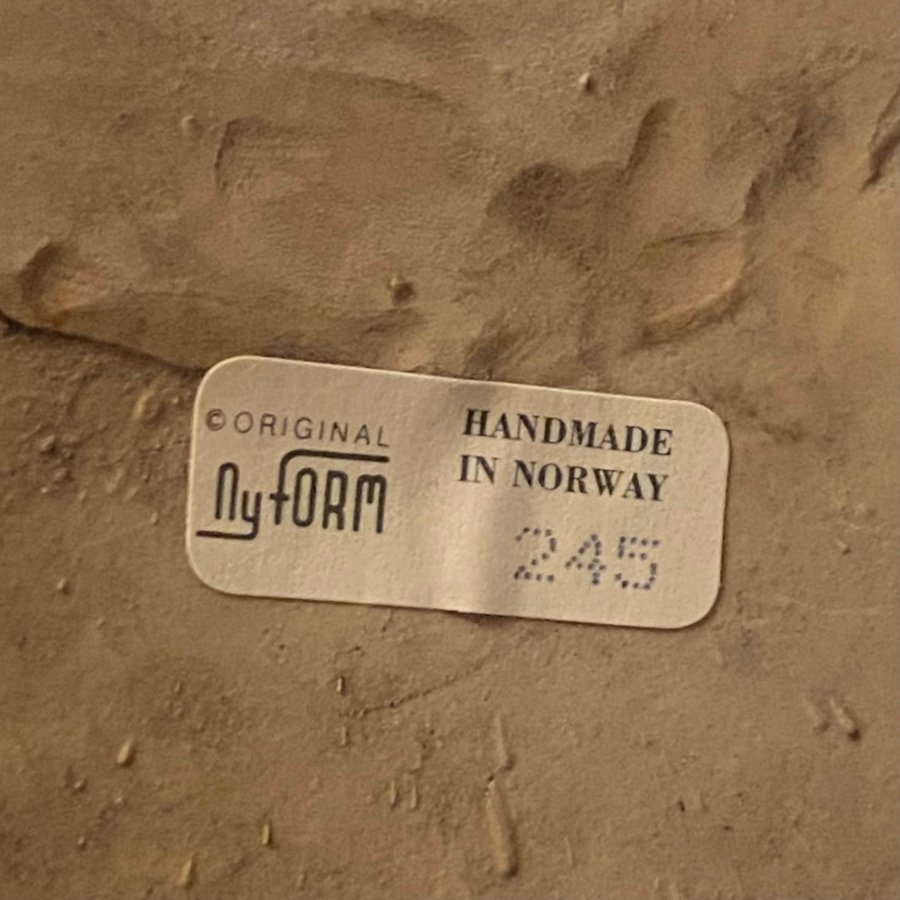 © ORIGINAL
NyFORM
HANDMADE
IN NORWAY
245